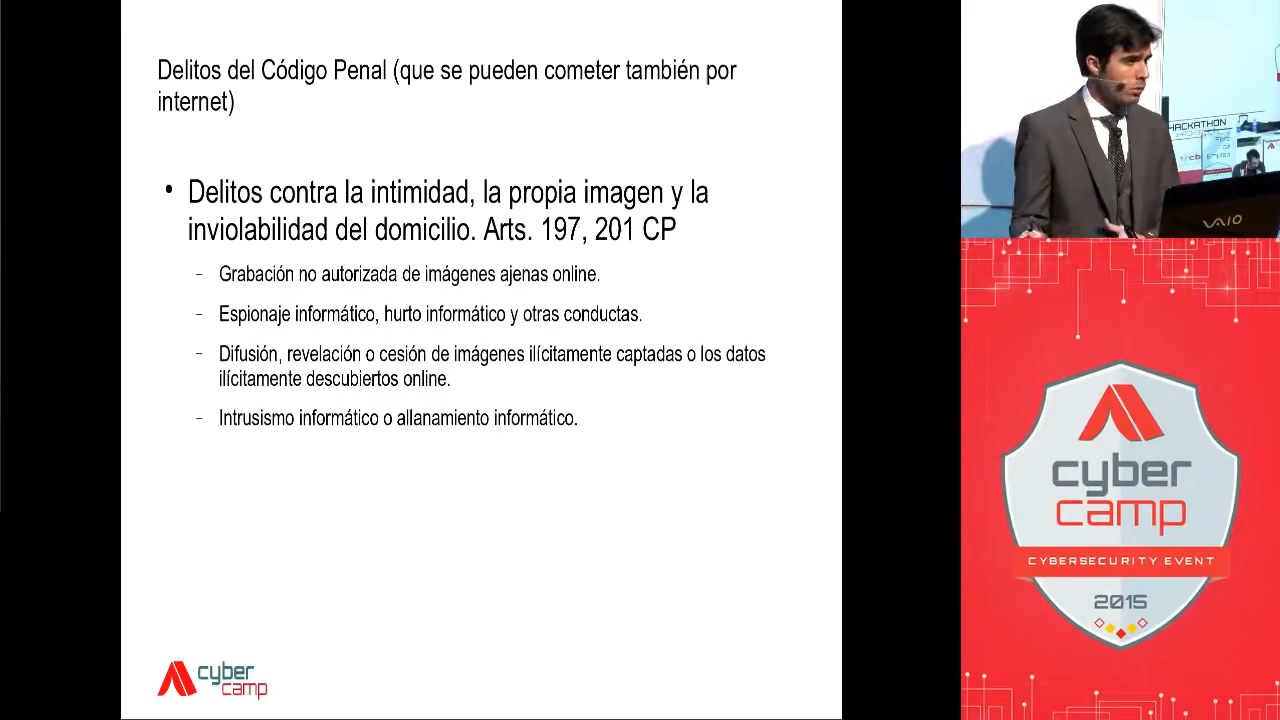 Delitos del Código Penal (que se pueden cometer también por
internet)
• Delitos contra la intimidad, la propia imagen y la
inviolabilidad del domicilio. Arts. 197, 201 CP
– Grabación no autorizada de imágenes ajenas online.
– Espionaje informático, hurto informático y otras conductas.
– Difusión, revelación o cesión de imágenes ilícitamente captadas o los datos
ilícitamente descubiertos online.
– Intrusismo informático o allanamiento informático.
cyber
camp
HACKATHON
Foro
de
Empleo
VAIO
cyber
camp
CYBERSECURITY EVENT
2015